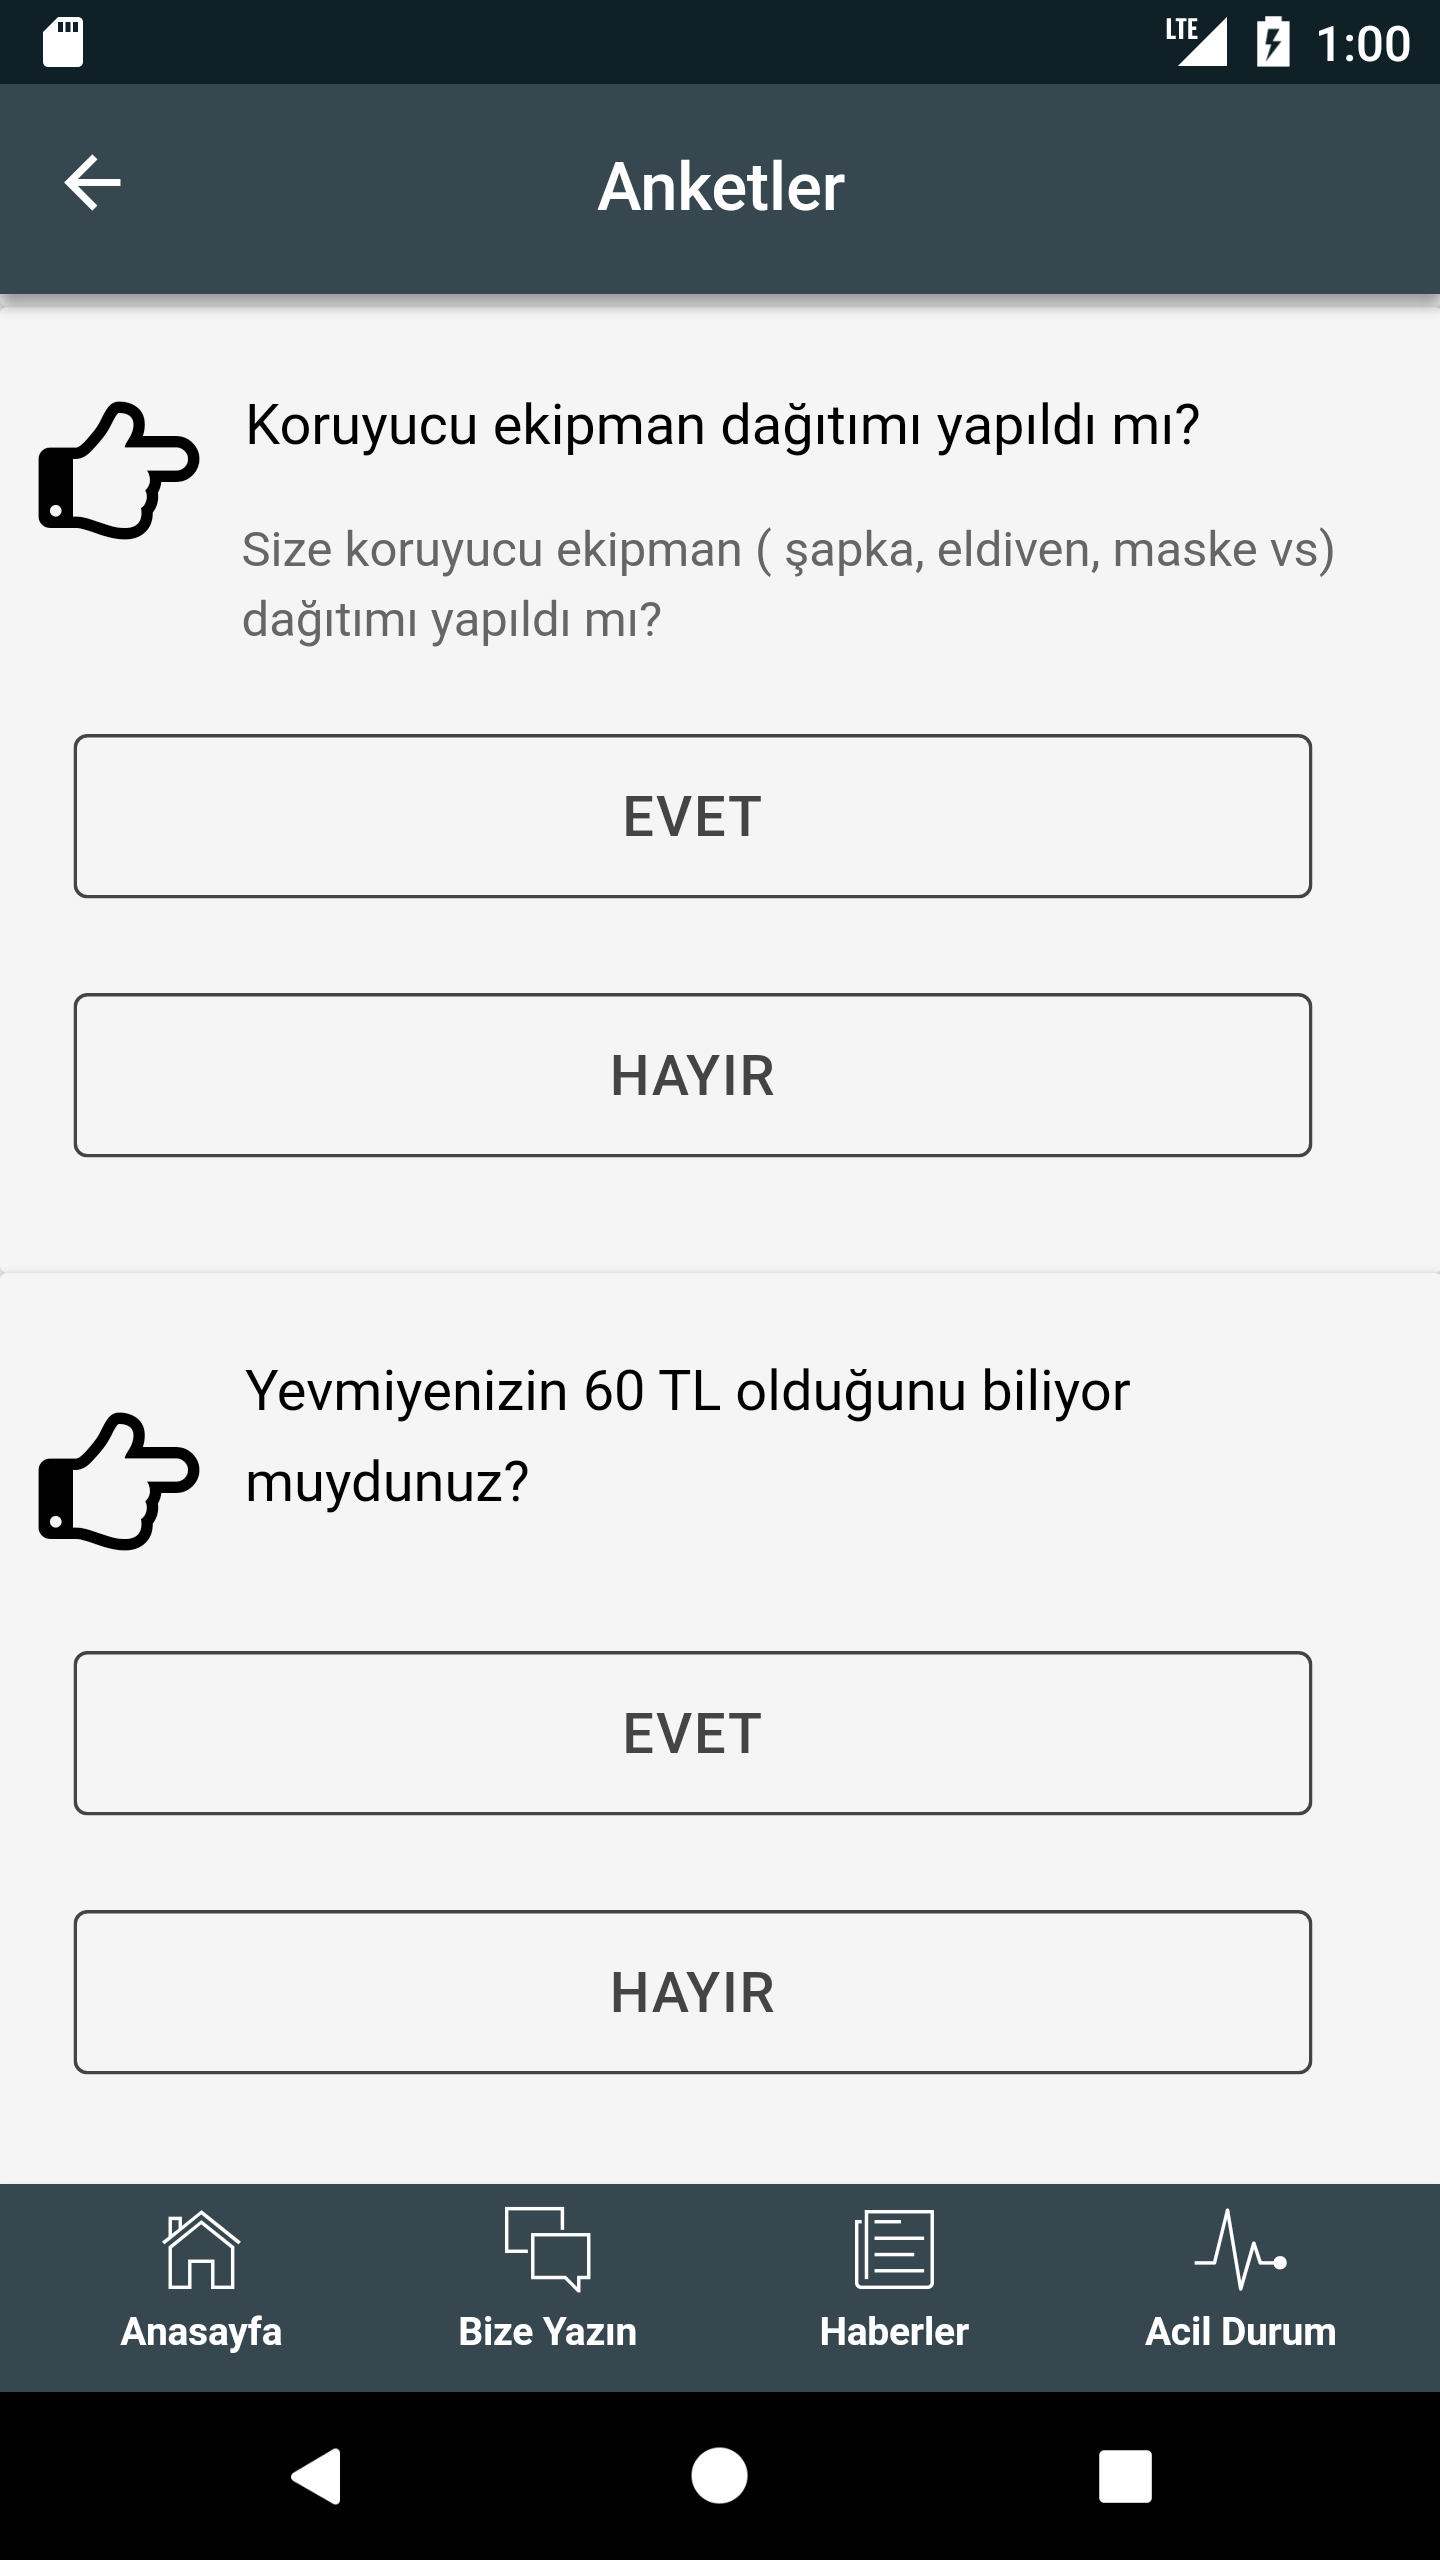 LTE 1:00
Anketler
Koruyucu ekipman dağıtımı yapıldı mı?
Size koruyucu ekipman ( şapka, eldiven, maske vs)
dağıtımı yapıldı mı?
EVET
HAYIR
Yevmiyenizin 60 TL olduğunu biliyor
muydunuz?
EVET
HAYIR
Anasayfa Bize Yazın Haberler Acil Durum